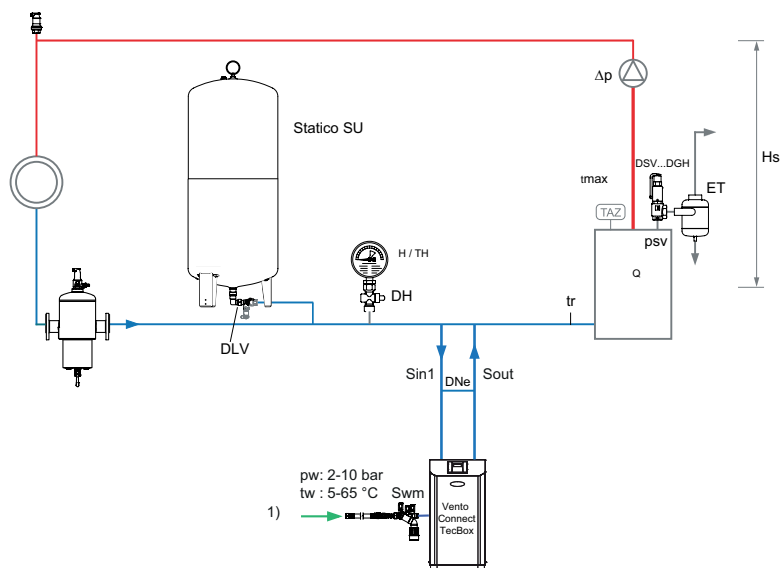 Δp
Statico SU
Hs
DSV...DGH
tmax
ET
TAZ
psv
H / TH
Q
DH
tr
DLV
Sin1
Sout
DNe
pw: 2-10 bar
tw : 5-65 °C
Swm
1)
Vento
Connect
TecBox